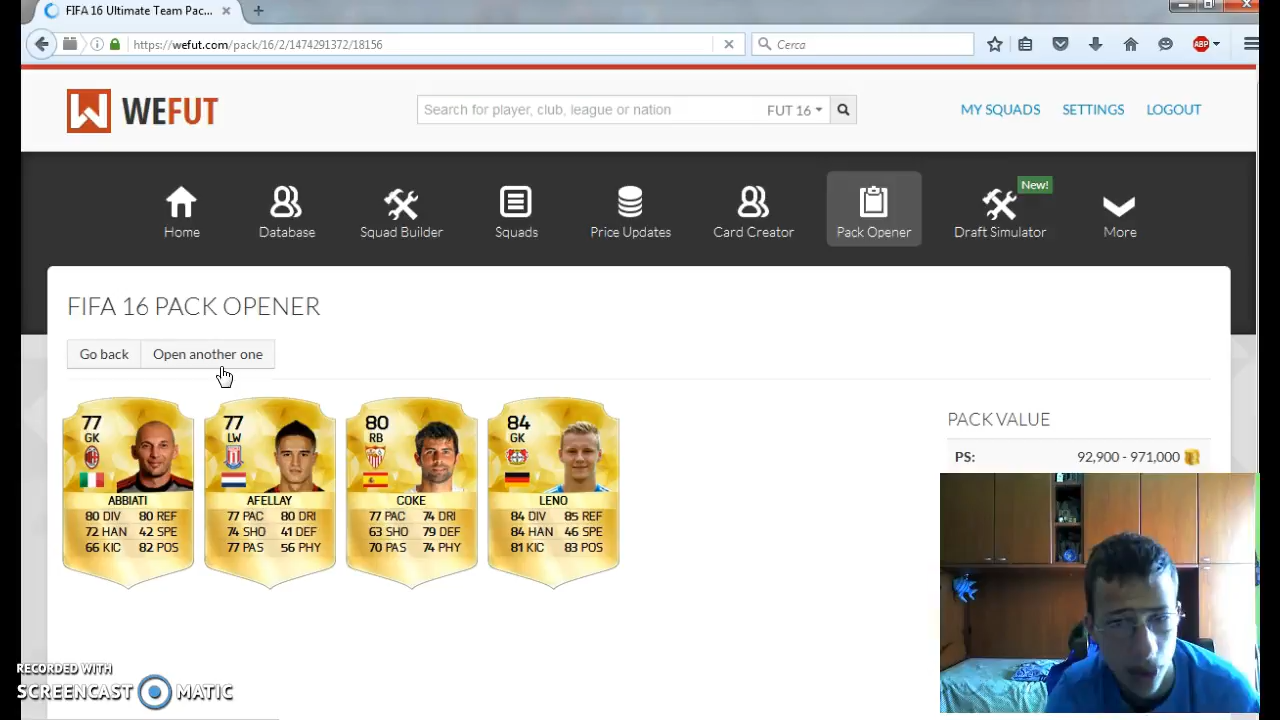 FIFA 16 Ultimate Team Pac...
https://wefut.com/pack/16/2/1474291372/18156
Cerca
ABP
WEFUT
Search for player, club, league or nation
FUT 16
MY SQUADS
SETTINGS
LOGOUT
New!
Home
Database
Squad Builder
Squads
Price Updates
Card Creator
Pack Opener
Draft Simulator
More
FIFA 16 PACK OPENER
Go back
Open another one
77
GK
ABBIATI
80 DIV 80 REF
72 HAN 42 SPE
66 KIC 82 POS
77
LW
AFELLAY
77 PAC 80 DRI
74 SHO 41 DEF
77 PAS 56 PHY
80
RB
COKE
77 PAC 74 DRI
63 SHO 79 DEF
70 PAS 74 PHY
84
GK
LENO
84 DIV 85 REF
84 HAN 46 SPE
81 KIC 83 POS
PACK VALUE
PS: 92,900 - 971,000
RECORDED WITH
SCREENCAST MATIC